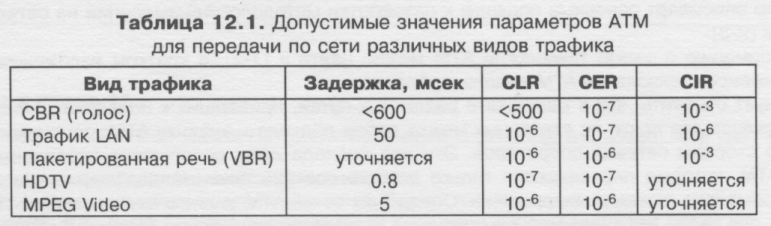 Таблица 12.1. Допустимые значения параметров ATM
для передачи по сети различных видов трафика
Вид трафика Задержка, мсек CLR CER CIR
CBR (голос) <600 <500 10⁻⁷ 10⁻³
Трафик LAN 50 10⁻⁶ 10⁻⁷ 10⁻⁶
Пакетированная речь (VBR) уточняется 10⁻⁶ 10⁻⁶ 10⁻³
HDTV 0.8 10⁻⁷ 10⁻⁷ уточняется
MPEG Video 5 10⁻⁶ 10⁻⁶ уточняется